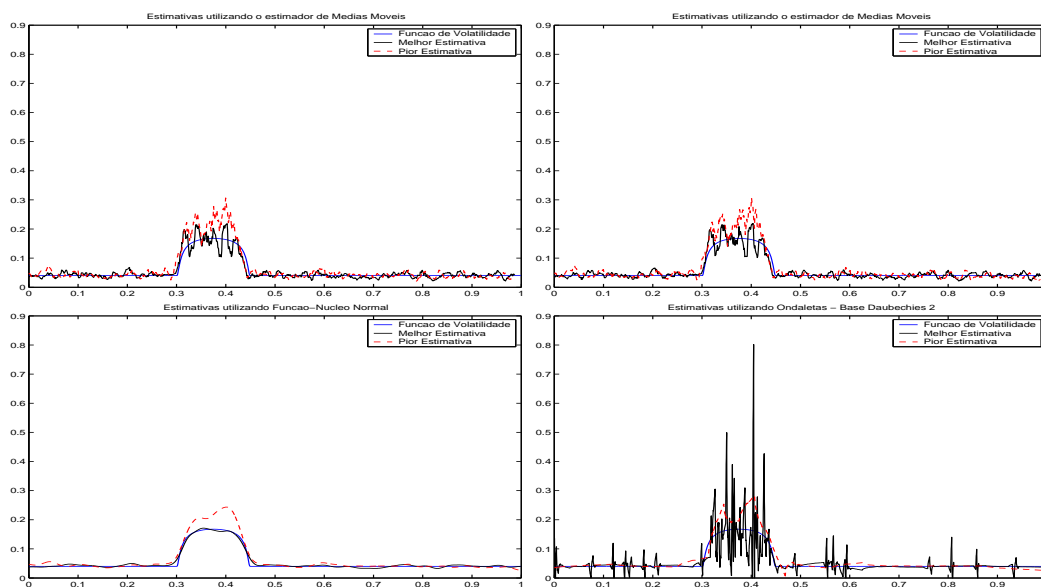 Estimativas utilizando o estimador de Medias Moveis
0.9
0.8
0.7
0.6
0.5
0.4
0.3
0.2
0.1
0
0 0.1 0.2 0.3 0.4 0.5 0.6 0.7 0.8 0.9 1
Funcao de Volatilidade
Melhor Estimativa
Pior Estimativa
Estimativas utilizando o estimador de Medias Moveis
0.9
0.8
0.7
0.6
0.5
0.4
0.3
0.2
0.1
0
0 0.1 0.2 0.3 0.4 0.5 0.6 0.7 0.8 0.9
Funcao de Volatilidade
Melhor Estimativa
Pior Estimativa
Estimativas utilizando Funcao−Nucleo Normal
0.9
0.8
0.7
0.6
0.5
0.4
0.3
0.2
0.1
0
0 0.1 0.2 0.3 0.4 0.5 0.6 0.7 0.8 0.9 1
Funcao de Volatilidade
Melhor Estimativa
Pior Estimativa
Estimativas utilizando Ondaletas − Base Daubechies 2
0.9
0.8
0.7
0.6
0.5
0.4
0.3
0.2
0.1
0
0 0.1 0.2 0.3 0.4 0.5 0.6 0.7 0.8 0.9
Funcao de Volatilidade
Melhor Estimativa
Pior Estimativa